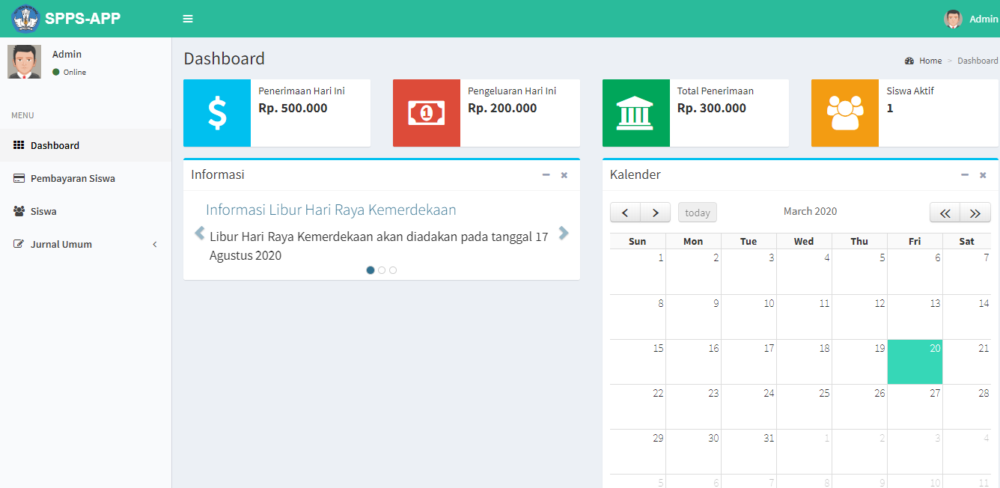 SPPS-APP
Admin
Admin
Online
MENU
Dashboard
Pembayaran Siswa
Siswa
Jurnal Umum
Dashboard
Home > Dashboard
Penerimaan Hari Ini
Rp. 500.000
Pengeluaran Hari Ini
Rp. 200.000
Total Penerimaan
Rp. 300.000
Siswa Aktif
1
Informasi
Informasi Libur Hari Raya Kemerdekaan
Libur Hari Raya Kemerdekaan akan diadakan pada tanggal 17
Agustus 2020
Kalender
today
March 2020
Sun Mon Tue Wed Thu Fri Sat
1 2 3 4 5 6 7
8 9 10 11 12 13 14
15 16 17 18 19 20 21
22 23 24 25 26 27 28
29 30 31 1 2 3 4
5 6 7 8 9 10 11